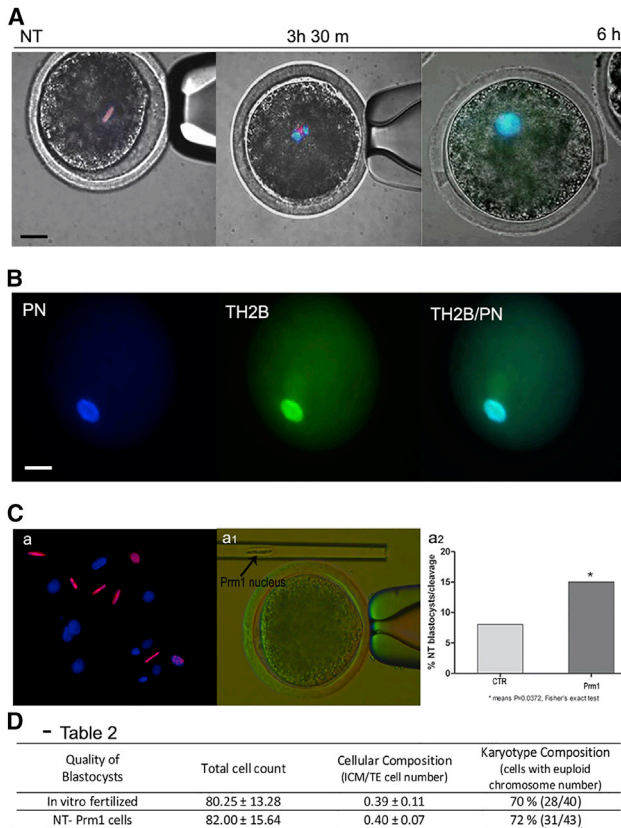 A
NT 3h 30 m 6 h
B
PN TH2B TH2B/PN
C
a a1 a2
Prm1 nucleus
% NT blastocysts/cleavage
20
15
10
5
0
*
CTR Prm1
* means P=0.0372, Fisher's exact test
D – Table 2
Quality of Blastocysts Total cell count Cellular Composition (ICM/TE cell number) Karyotype Composition (cells with euploid chromosome number)
In vitro fertilized 80.25 ± 13.28 0.39 ± 0.11 70 % (28/40)
NT- Prm1 cells 82.00 ± 15.64 0.40 ± 0.07 72 % (31/43)